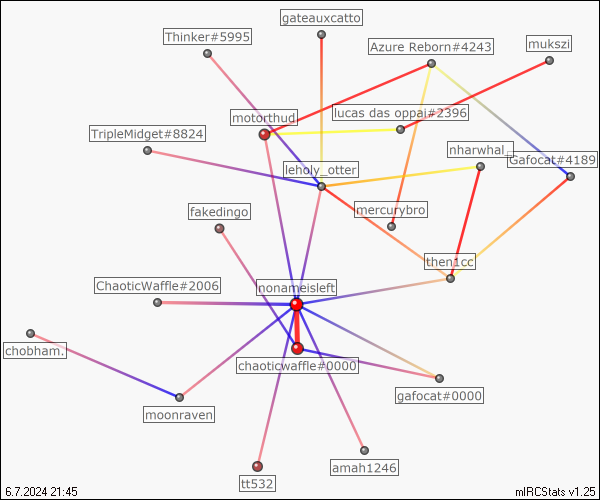 gateauxcatto
Thinker#5995
Azure Reborn#4243
mukszi
motorthud
lucas das oppai#2396
TripleMidget#8824
nharwhal_
Gafocat#4189
leholy_otter
fakedingo
mercurybro
then1cc
ChaoticWaffle#2006
nonameisleft
chobham.
chaoticwaffle#0000
moonraven
gafocat#0000
amah1246
tt532
6.7.2024 21:45
mIRCStats v1.25